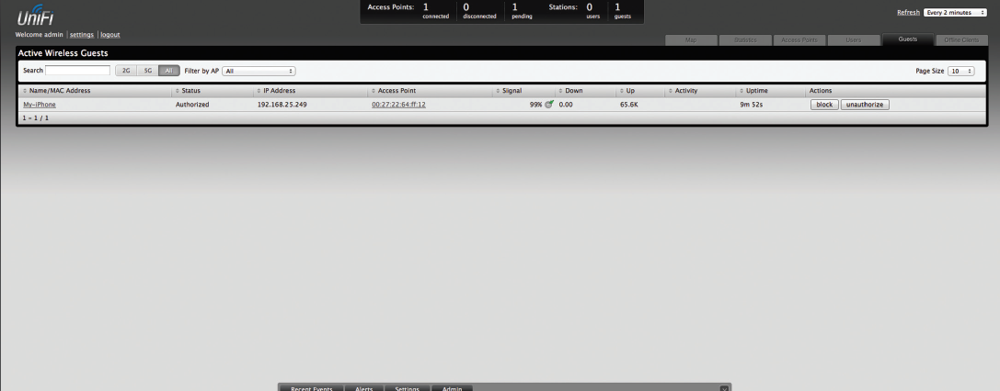 UniFi
Access Points: 1 connected 0 disconnected 1 pending Stations: 0 users 1 guests
Refresh Every 2 minutes
Welcome admin settings logout
Map Statistics Access Points Users Guests Offline Clients
Active Wireless Guests
Search 2G 5G All Filter by AP All Page Size 10
Name/MAC Address Status IP Address Access Point Signal Down Up Activity Uptime Actions
My-iPhone Authorized 192.168.25.249 00:27:22:64:ff:12 99% 0.00 65.6K 9m 52s block unauthorize
1 - 1 / 1
Recent Events Alerts Settings Admin